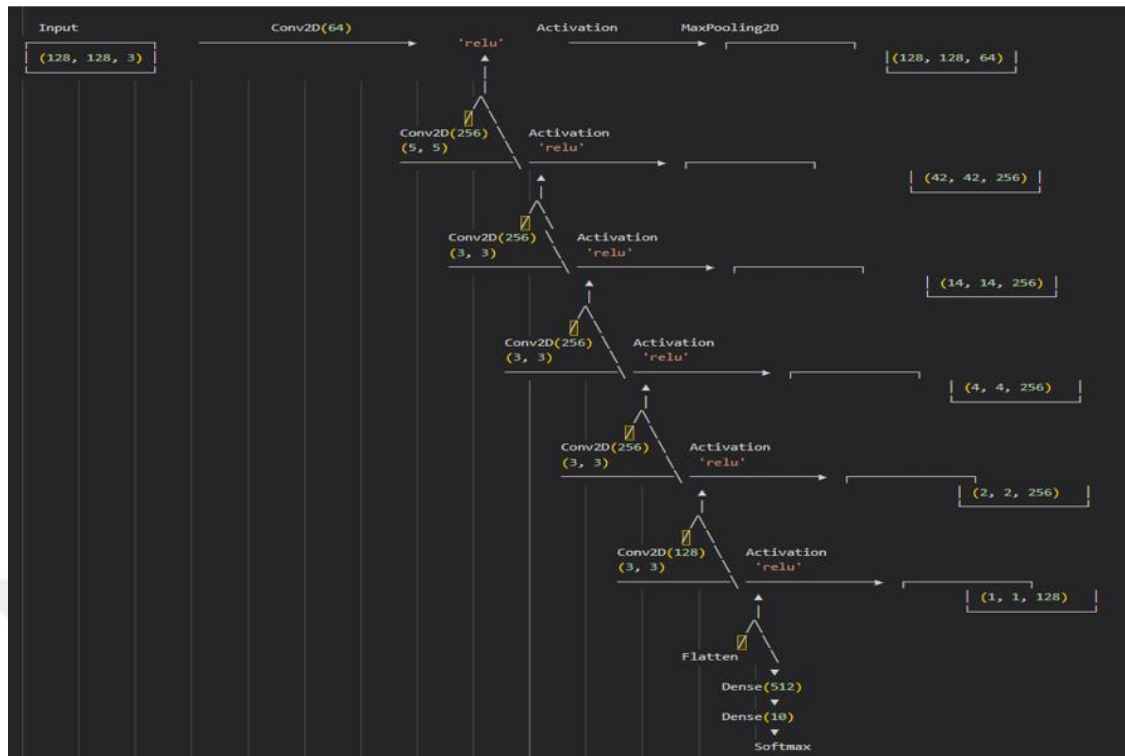 Input Conv2D(64) 'relu' Activation MaxPooling2D
(128, 128, 3) (128, 128, 64)
Conv2D(256) Activation
(5, 5) 'relu'
(42, 42, 256)
Conv2D(256) Activation
(3, 3) 'relu'
(14, 14, 256)
Conv2D(256) Activation
(3, 3) 'relu'
(4, 4, 256)
Conv2D(256) Activation
(3, 3) 'relu'
(2, 2, 256)
Conv2D(128) Activation
(3, 3) 'relu'
(1, 1, 128)
Flatten
Dense(512)
Dense(10)
Softmax